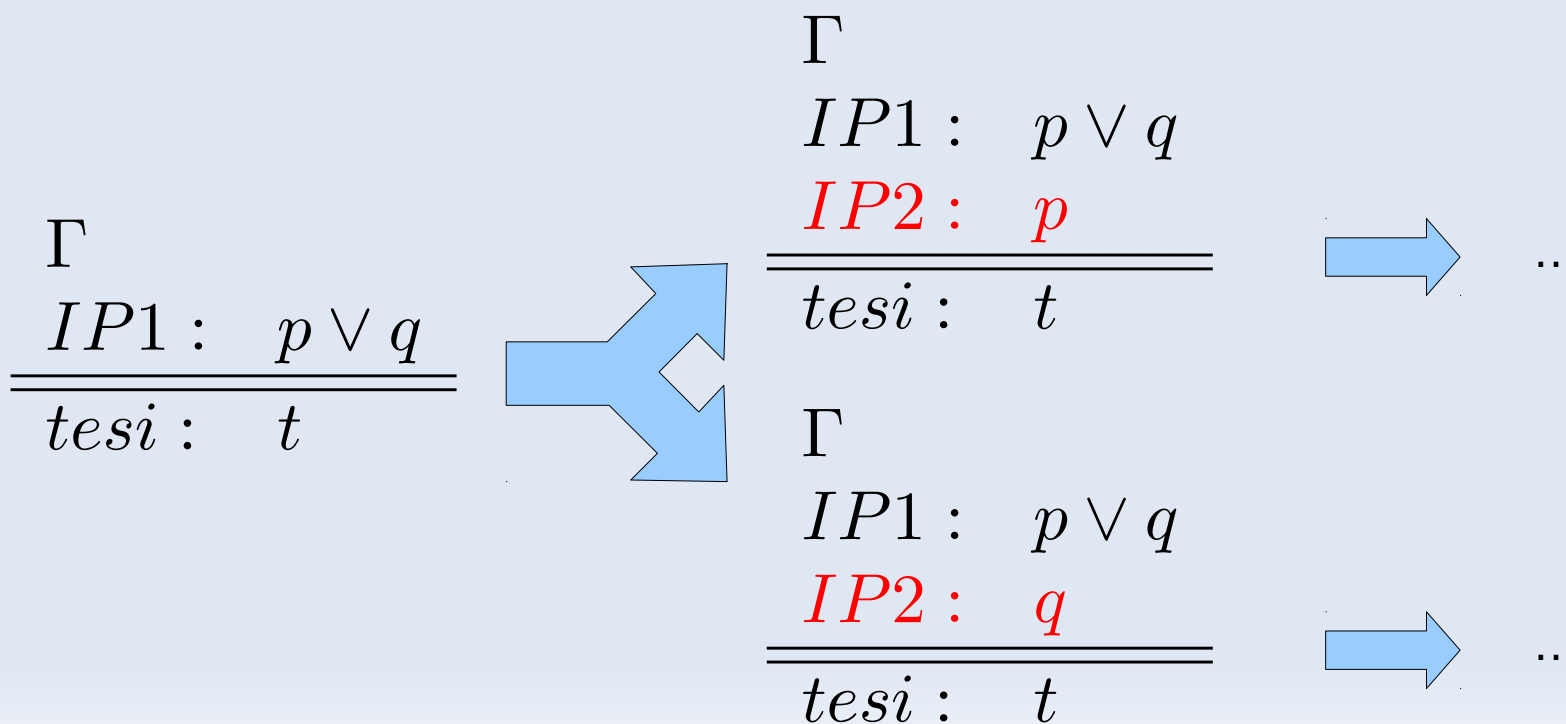 Γ
IP1 : p ∨ q
tesi : t
Γ
IP1 : p ∨ q
IP2 : p
tesi : t
..
Γ
IP1 : p ∨ q
IP2 : q
tesi : t
..